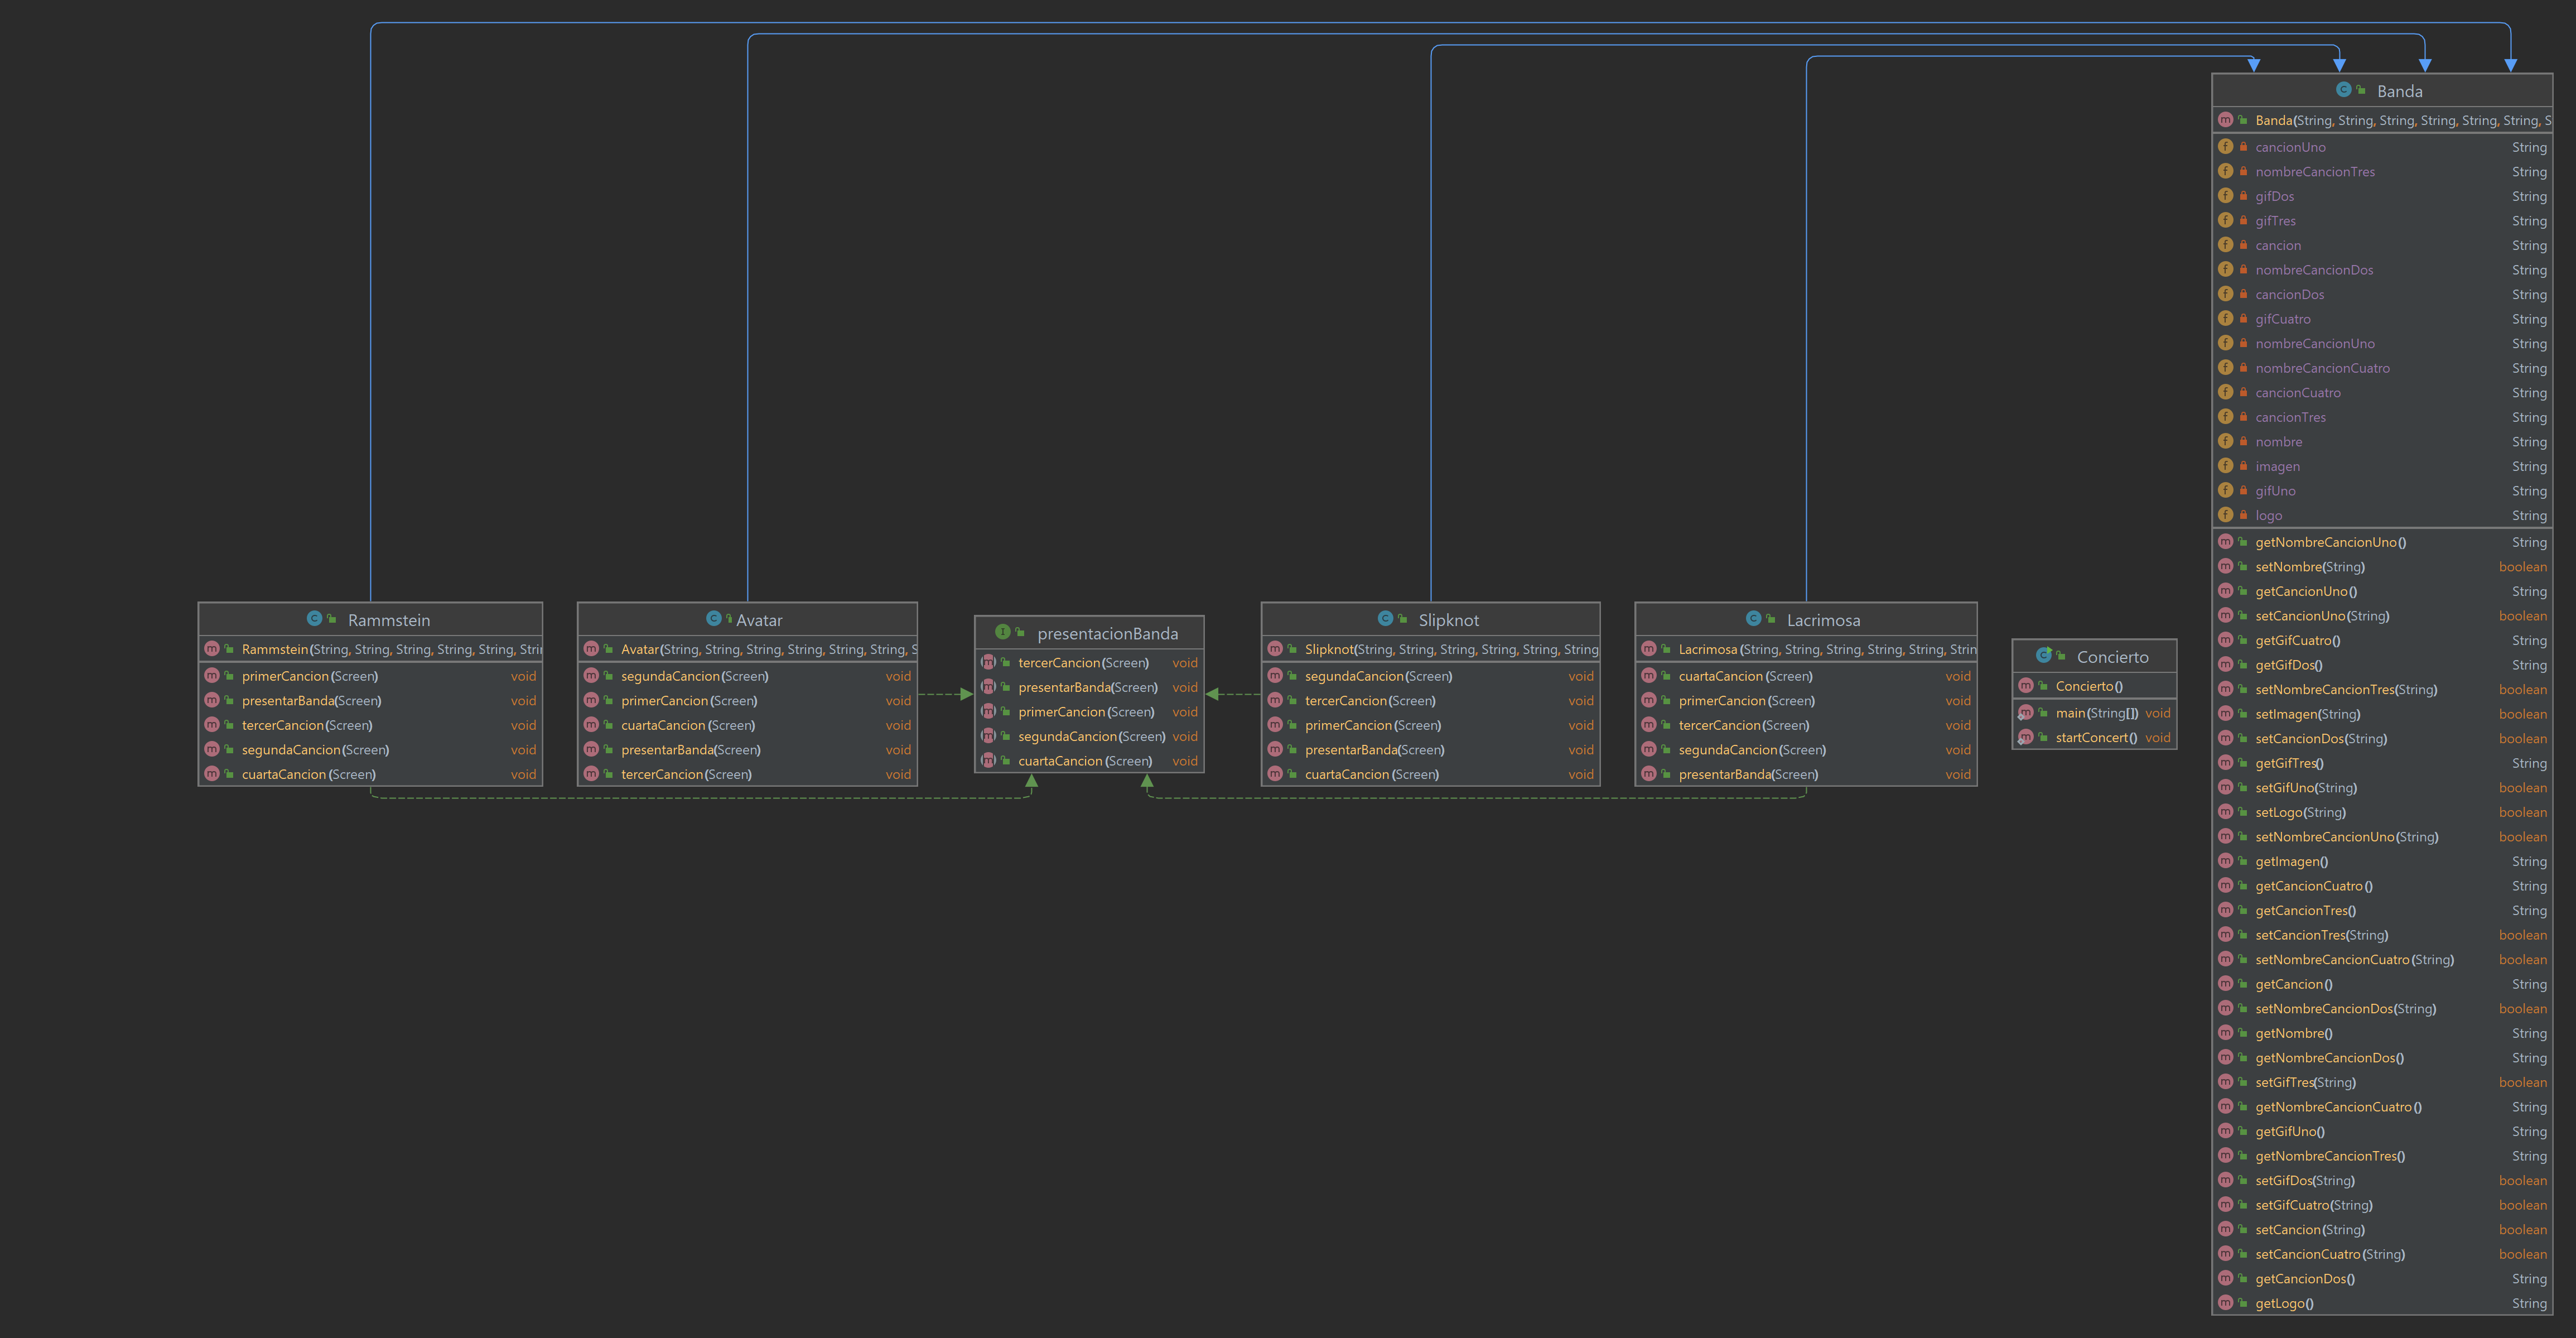 Rammstein
Rammstein(String, String, String, String, String, Stri
primerCancion(Screen) void
presentarBanda(Screen) void
tercerCancion(Screen) void
segundaCancion(Screen) void
cuartaCancion(Screen) void
Avatar
Avatar(String, String, String, String, String, String, S
segundaCancion(Screen) void
primerCancion(Screen) void
cuartaCancion(Screen) void
presentarBanda(Screen) void
tercerCancion(Screen) void
presentacionBanda
tercerCancion(Screen) void
presentarBanda(Screen) void
primerCancion(Screen) void
segundaCancion(Screen) void
cuartaCancion(Screen) void
Slipknot
Slipknot(String, String, String, String, String, String
segundaCancion(Screen) void
tercerCancion(Screen) void
primerCancion(Screen) void
presentarBanda(Screen) void
cuartaCancion(Screen) void
Lacrimosa
Lacrimosa(String, String, String, String, String, Strin
cuartaCancion(Screen) void
primerCancion(Screen) void
tercerCancion(Screen) void
segundaCancion(Screen) void
presentarBanda(Screen) void
Concierto
Concierto()
main(String[]) void
startConcert() void
Banda
Banda(String, String, String, String, String, String, S
cancionUno String
nombreCancionTres String
gifDos String
gifTres String
cancion String
nombreCancionDos String
cancionDos String
gifCuatro String
nombreCancionUno String
nombreCancionCuatro String
cancionCuatro String
cancionTres String
nombre String
imagen String
gifUno String
logo String
getNombreCancionUno() String
setNombre(String) boolean
getCancionUno() String
setCancionUno(String) boolean
getGifCuatro() String
getGifDos() String
setNombreCancionTres(String) boolean
setImagen(String) boolean
setCancionDos(String) boolean
getGifTres() String
setGifUno(String) boolean
setLogo(String) boolean
setNombreCancionUno(String) boolean
getImagen() String
getCancionCuatro() String
getCancionTres() String
setCancionTres(String) boolean
setNombreCancionCuatro(String) boolean
getCancion() String
setNombreCancionDos(String) boolean
getNombre() String
getNombreCancionDos() String
setGifTres(String) boolean
getNombreCancionCuatro() String
getGifUno() String
getNombreCancionTres() String
setGifDos(String) boolean
setGifCuatro(String) boolean
setCancion(String) boolean
setCancionCuatro(String) boolean
getCancionDos() String
getLogo() String